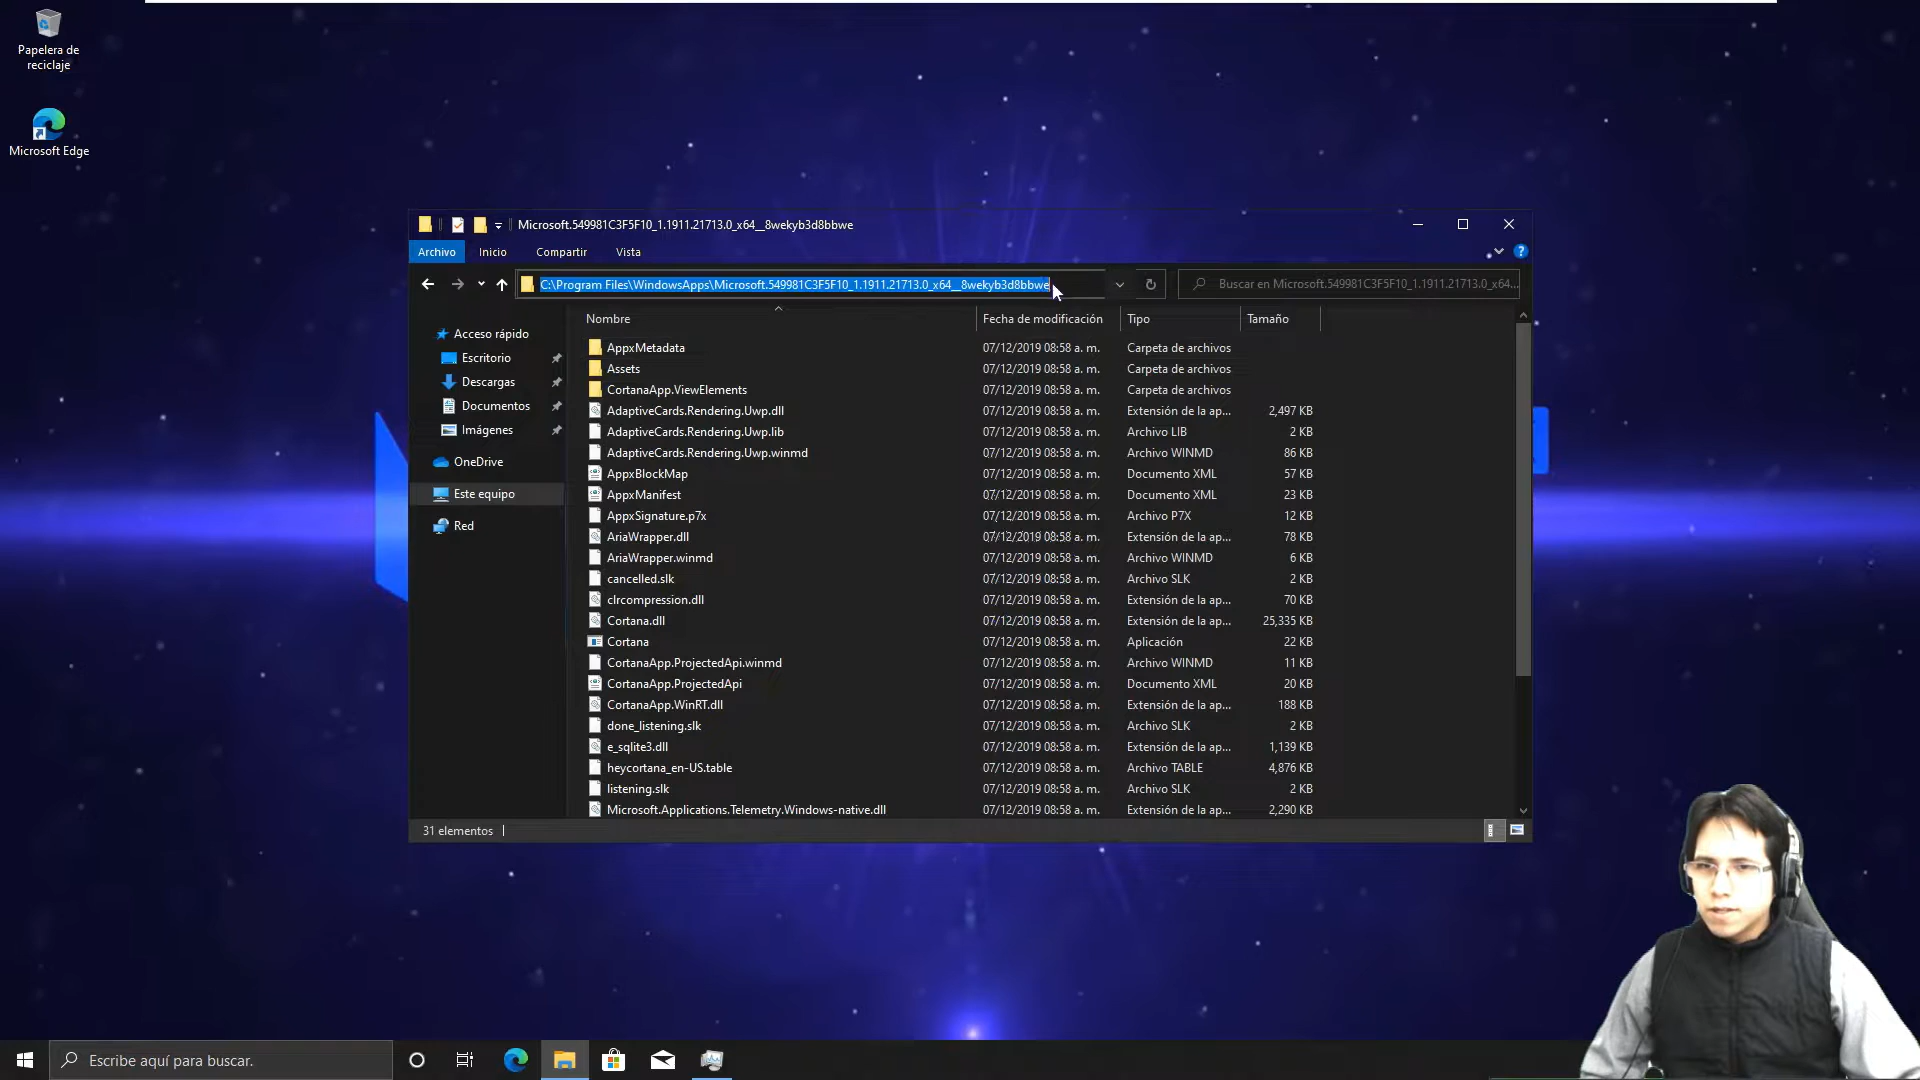 Papelera de
reciclaje
Microsoft Edge
Microsoft.549981C3F5F10_1.1911.21713.0_x64__8wekyb3d8bbwe
Archivo Inicio Compartir Vista
C:\Program Files\WindowsApps\Microsoft.549981C3F5F10_1.1911.21713.0_x64__8wekyb3d8bbwe
Buscar en Microsoft.549981C3F5F10_1.1911.21713.0_x64...
Acceso rápido
Escritorio
Descargas
Documentos
Imágenes
OneDrive
Este equipo
Red
Nombre Fecha de modificación Tipo Tamaño
AppxMetadata 07/12/2019 08:58 a. m. Carpeta de archivos
Assets 07/12/2019 08:58 a. m. Carpeta de archivos
CortanaApp.ViewElements 07/12/2019 08:58 a. m. Carpeta de archivos
AdaptiveCards.Rendering.Uwp.dll 07/12/2019 08:58 a. m. Extensión de la ap... 2,497 KB
AdaptiveCards.Rendering.Uwp.lib 07/12/2019 08:58 a. m. Archivo LIB 2 KB
AdaptiveCards.Rendering.Uwp.winmd 07/12/2019 08:58 a. m. Archivo WINMD 86 KB
AppxBlockMap 07/12/2019 08:58 a. m. Documento XML 57 KB
AppxManifest 07/12/2019 08:58 a. m. Documento XML 23 KB
AppxSignature.p7x 07/12/2019 08:58 a. m. Archivo P7X 12 KB
AriaWrapper.dll 07/12/2019 08:58 a. m. Extensión de la ap... 78 KB
AriaWrapper.winmd 07/12/2019 08:58 a. m. Archivo WINMD 6 KB
cancelled.slk 07/12/2019 08:58 a. m. Archivo SLK 2 KB
clrcompression.dll 07/12/2019 08:58 a. m. Extensión de la ap... 70 KB
Cortana.dll 07/12/2019 08:58 a. m. Extensión de la ap... 25,335 KB
Cortana 07/12/2019 08:58 a. m. Aplicación 22 KB
CortanaApp.ProjectedApi.winmd 07/12/2019 08:58 a. m. Archivo WINMD 11 KB
CortanaApp.ProjectedApi 07/12/2019 08:58 a. m. Documento XML 20 KB
CortanaApp.WinRT.dll 07/12/2019 08:58 a. m. Extensión de la ap... 188 KB
done_listening.slk 07/12/2019 08:58 a. m. Archivo SLK 2 KB
e_sqlite3.dll 07/12/2019 08:58 a. m. Extensión de la ap... 1,139 KB
heycortana_en-US.table 07/12/2019 08:58 a. m. Archivo TABLE 4,876 KB
listening.slk 07/12/2019 08:58 a. m. Archivo SLK 2 KB
Microsoft.Applications.Telemetry.Windows-native.dll 07/12/2019 08:58 a. m. Extensión de la ap... 2,290 KB
31 elementos
Escribe aquí para buscar.